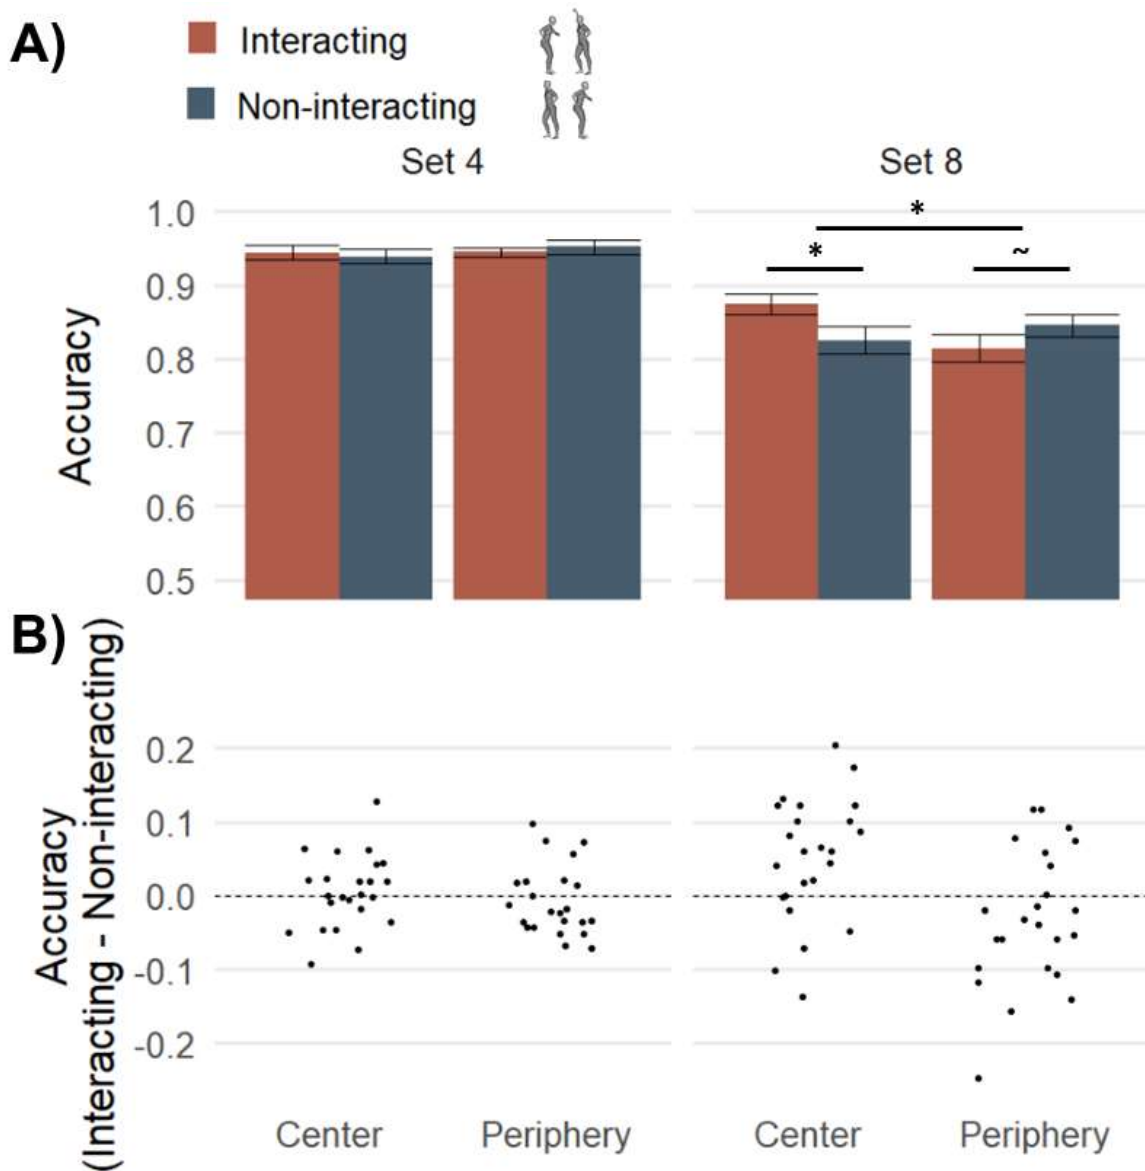 A)
Interacting
Non-interacting
Set 4
Set 8
Accuracy
1.0
0.9
0.8
0.7
0.6
0.5
*
*
~
B)
Accuracy
(Interacting - Non-interacting)
0.2
0.1
0.0
-0.1
-0.2
Center
Periphery
Center
Periphery